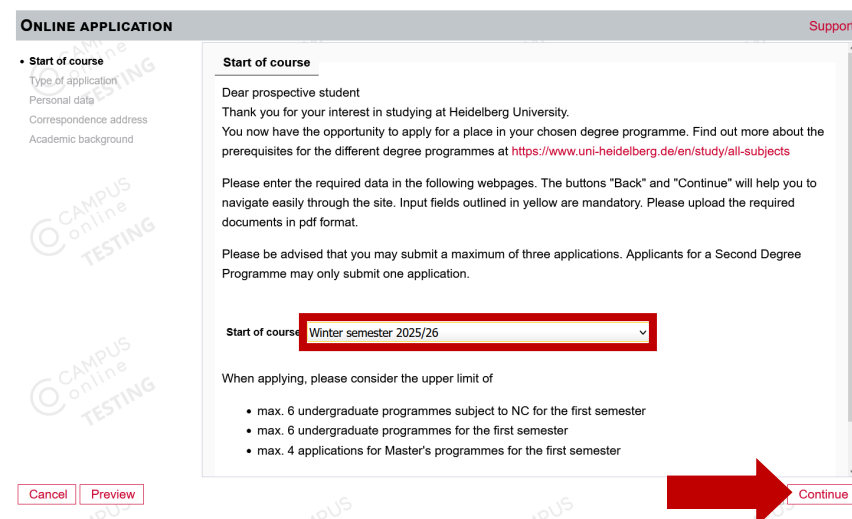 ONLINE APPLICATION
Support
Start of course
Type of application
Personal data
Correspondence address
Academic background
Start of course
Dear prospective student
Thank you for your interest in studying at Heidelberg University.
You now have the opportunity to apply for a place in your chosen degree programme. Find out more about the
prerequisites for the different degree programmes at https://www.uni-heidelberg.de/en/study/all-subjects
Please enter the required data in the following webpages. The buttons "Back" and "Continue" will help you to
navigate easily through the site. Input fields outlined in yellow are mandatory. Please upload the required
documents in pdf format.
Please be advised that you may submit a maximum of three applications. Applicants for a Second Degree
Programme may only submit one application.
Start of course Winter semester 2025/26
When applying, please consider the upper limit of
• max. 6 undergraduate programmes subject to NC for the first semester
• max. 6 undergraduate programmes for the first semester
• max. 4 applications for Master's programmes for the first semester
Cancel Preview
Continue
CAMPUS
online
TESTING
CAMPUS
online
TESTING